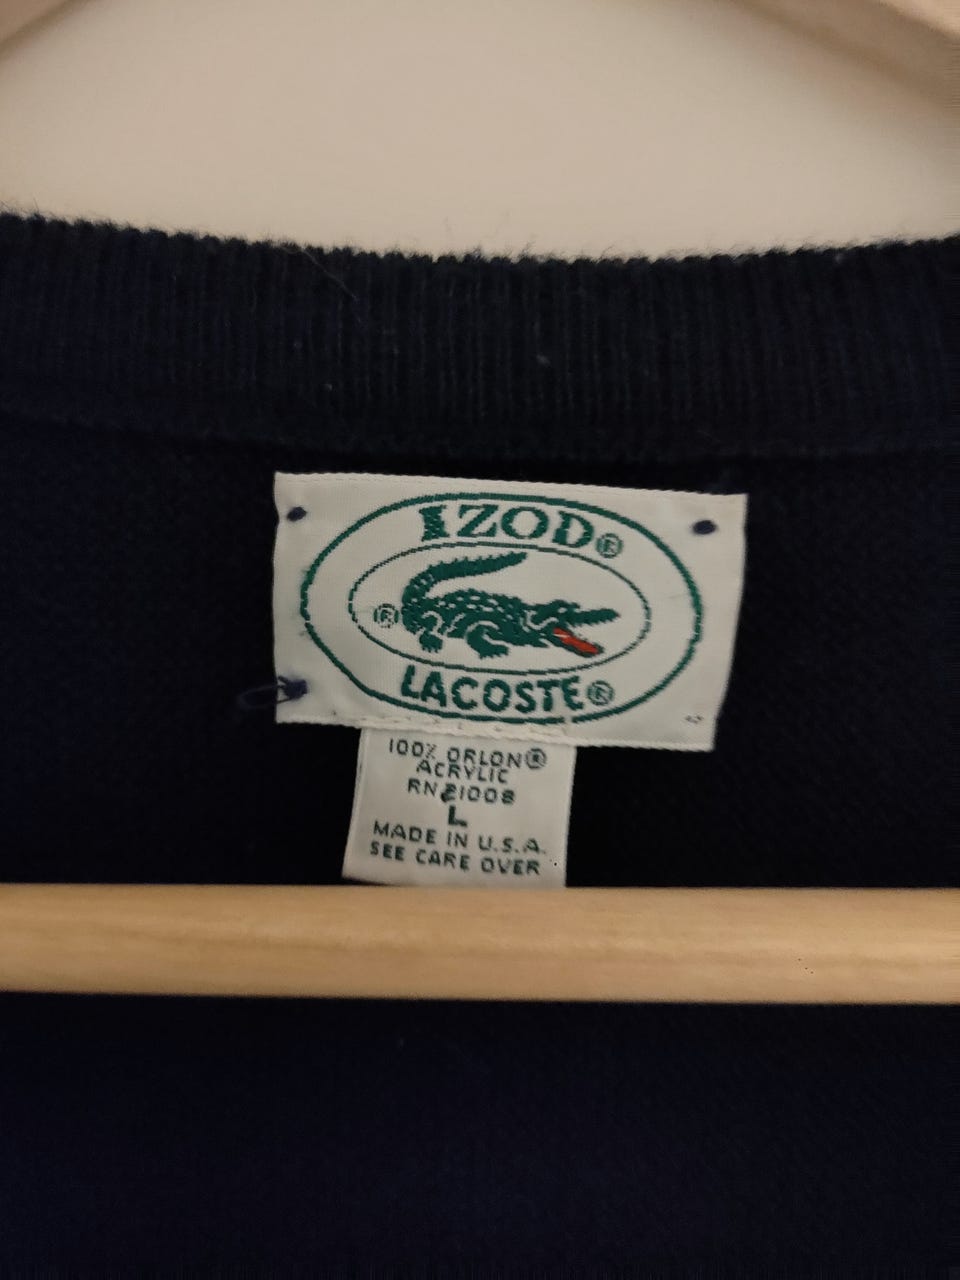 IZOD®
®
LACOSTE®
100% ORLON®
ACRYLIC
RN 21008
L
MADE IN U.S.A.
SEE CARE OVER